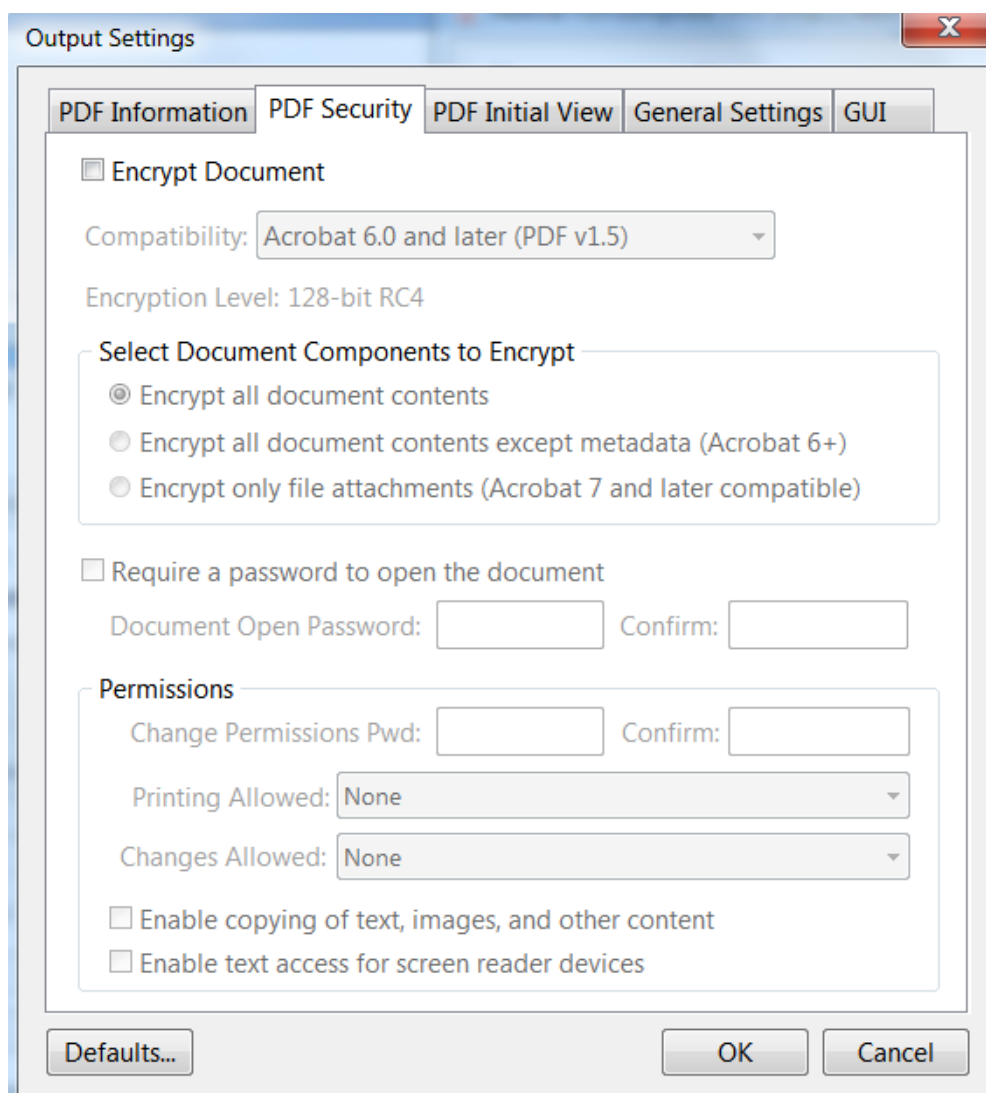 Output Settings
PDF Information PDF Security PDF Initial View General Settings GUI
Encrypt Document
Compatibility: Acrobat 6.0 and later (PDF v1.5)
Encryption Level: 128-bit RC4
Select Document Components to Encrypt
Encrypt all document contents
Encrypt all document contents except metadata (Acrobat 6+)
Encrypt only file attachments (Acrobat 7 and later compatible)
Require a password to open the document
Document Open Password: Confirm:
Permissions
Change Permissions Pwd: Confirm:
Printing Allowed: None
Changes Allowed: None
Enable copying of text, images, and other content
Enable text access for screen reader devices
Defaults... OK Cancel